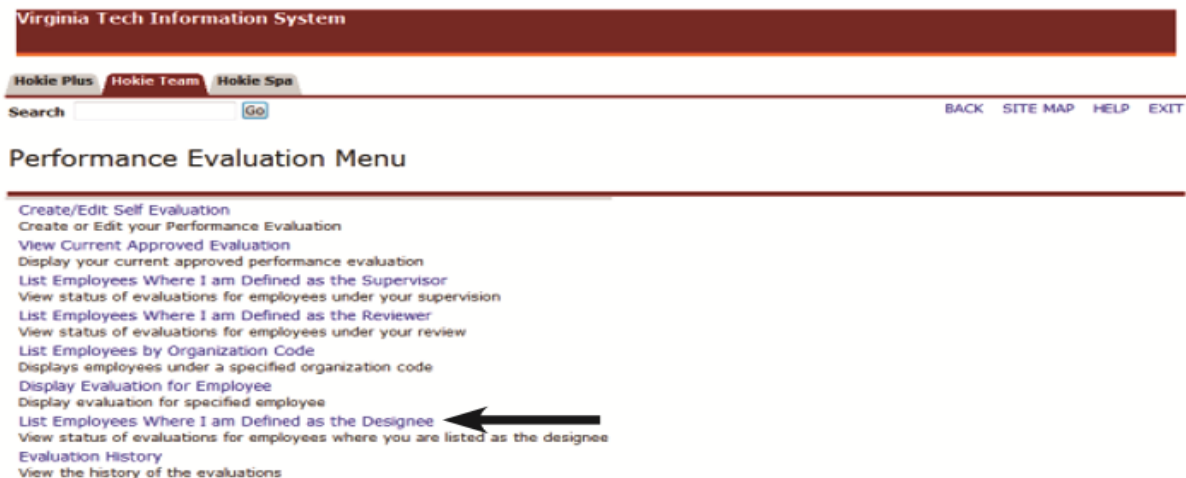 Virginia Tech Information System
Hokie Plus Hokie Team Hokie Spa
Search Go BACK SITE MAP HELP EXIT
Performance Evaluation Menu
Create/Edit Self Evaluation
Create or Edit your Performance Evaluation
View Current Approved Evaluation
Display your current approved performance evaluation
List Employees Where I am Defined as the Supervisor
View status of evaluations for employees under your supervision
List Employees Where I am Defined as the Reviewer
View status of evaluations for employees under your review
List Employees by Organization Code
Displays employees under a specified organization code
Display Evaluation for Employee
Display evaluation for specified employee
List Employees Where I am Defined as the Designee
View status of evaluations for employees where you are listed as the designee
Evaluation History
View the history of the evaluations